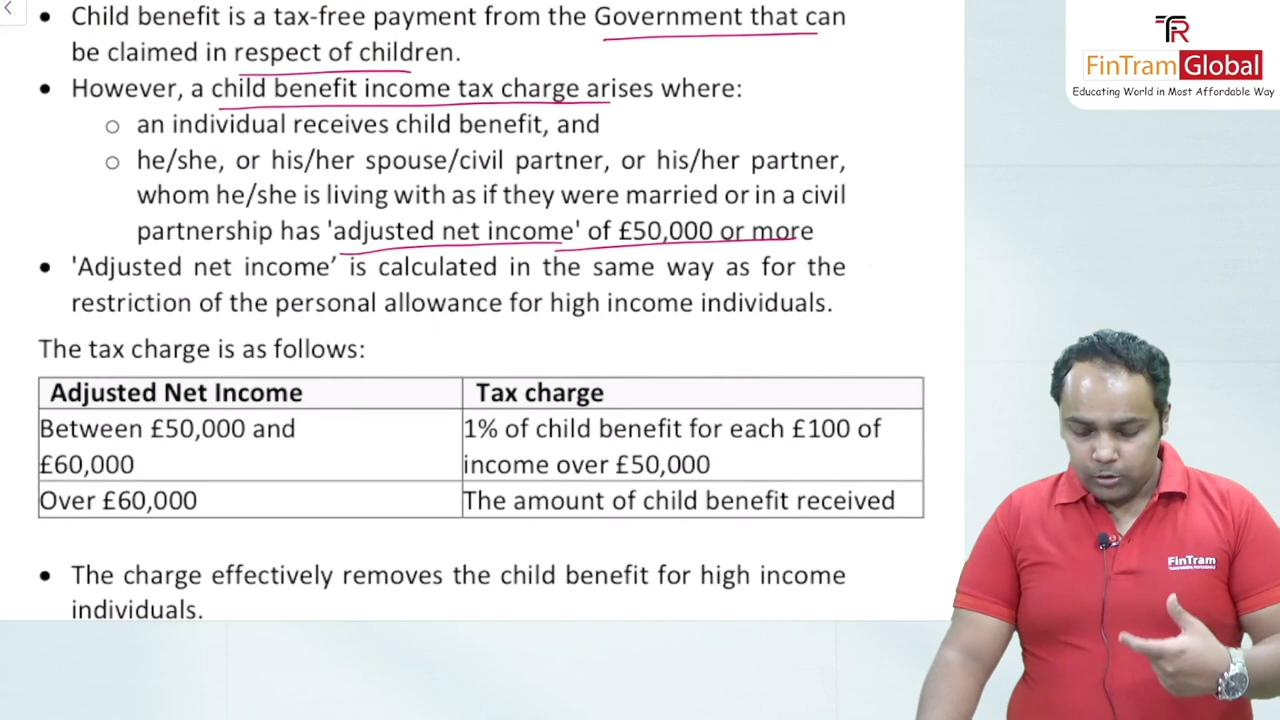 • Child benefit is a tax-free payment from the Government that can
be claimed in respect of children.
• However, a child benefit income tax charge arises where:
o an individual receives child benefit, and
o he/she, or his/her spouse/civil partner, or his/her partner,
whom he/she is living with as if they were married or in a civil
partnership has 'adjusted net income' of £50,000 or more
• 'Adjusted net income’ is calculated in the same way as for the
restriction of the personal allowance for high income individuals.
The tax charge is as follows:
Adjusted Net Income Tax charge
Between £50,000 and 1% of child benefit for each £100 of
£60,000 income over £50,000
Over £60,000 The amount of child benefit received
• The charge effectively removes the child benefit for high income
individuals.
FinTram Global
Educating World in Most Affordable Way
FinTram